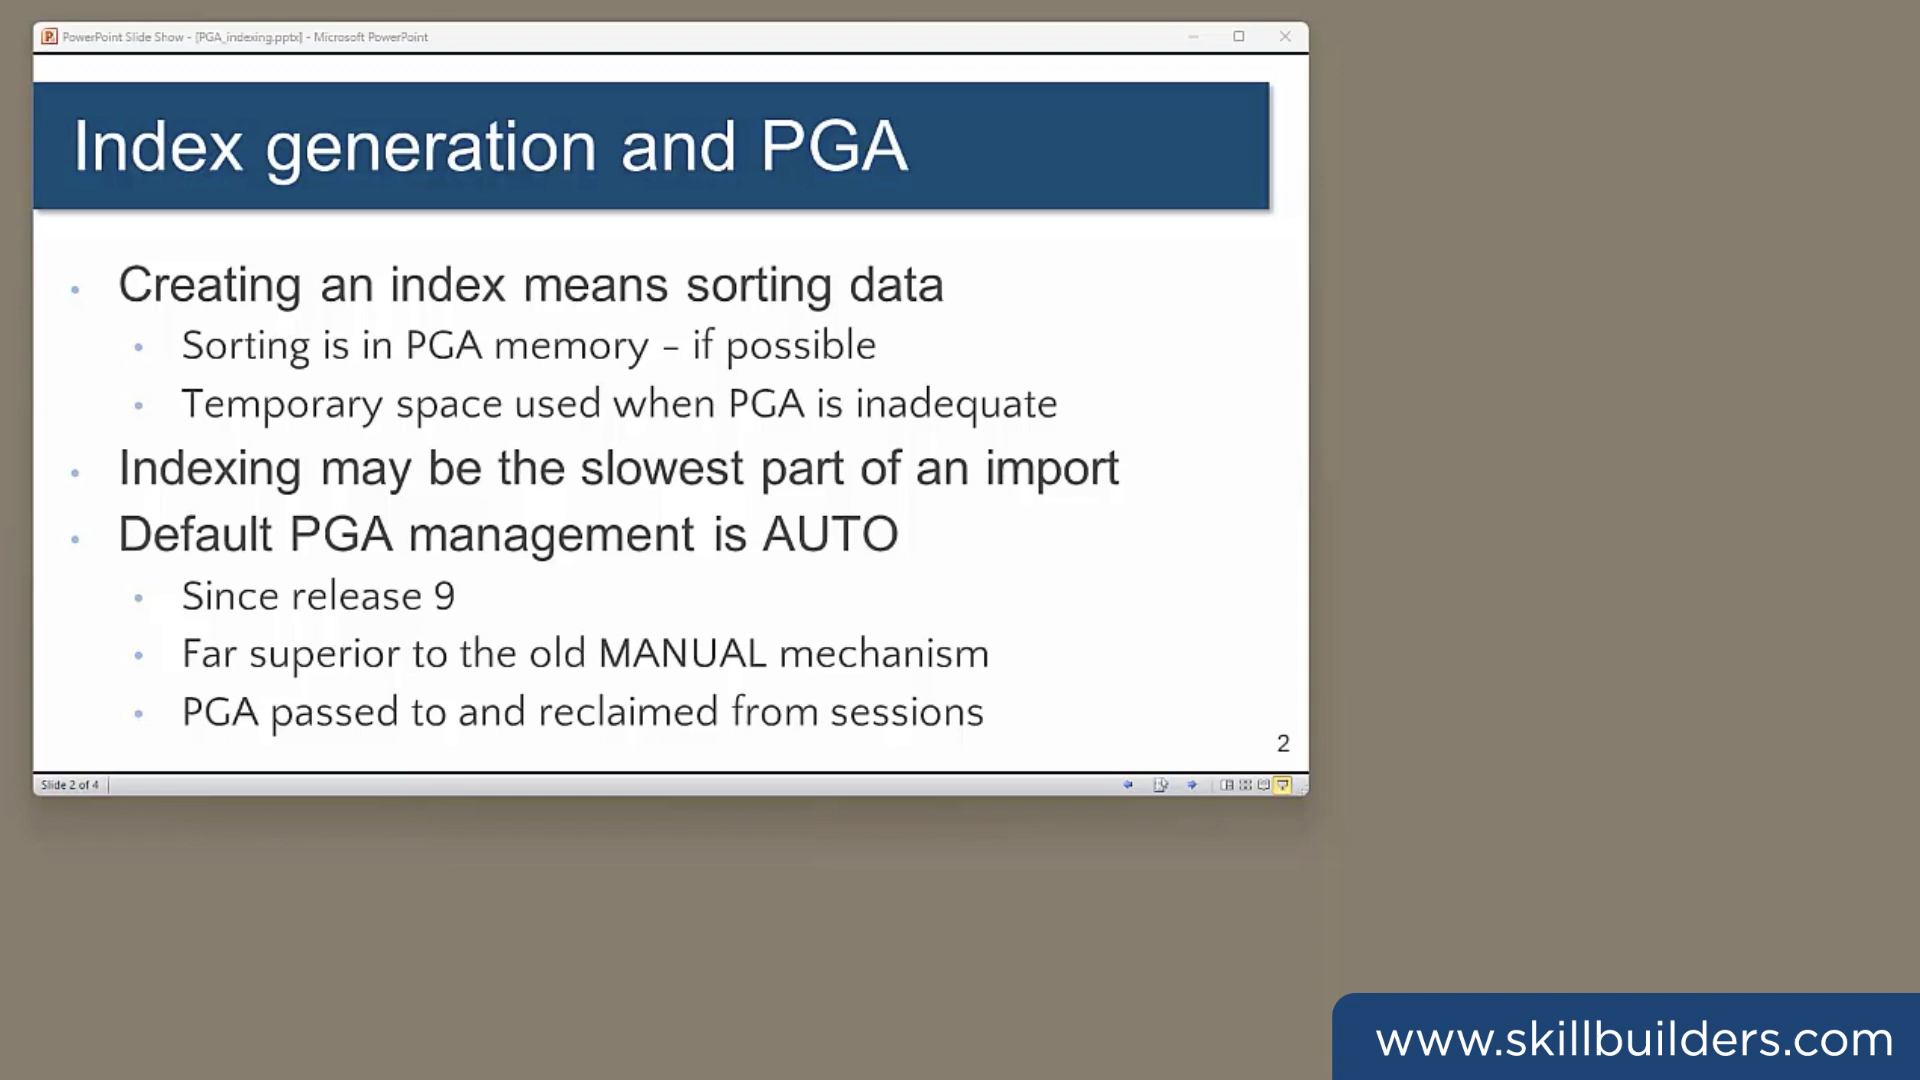 PowerPoint Slide Show - [PGA_indexing.pptx] - Microsoft PowerPoint
Index generation and PGA
• Creating an index means sorting data
• Sorting is in PGA memory – if possible
• Temporary space used when PGA is inadequate
• Indexing may be the slowest part of an import
• Default PGA management is AUTO
• Since release 9
• Far superior to the old MANUAL mechanism
• PGA passed to and reclaimed from sessions
2
Slide 2 of 4
www.skillbuilders.com